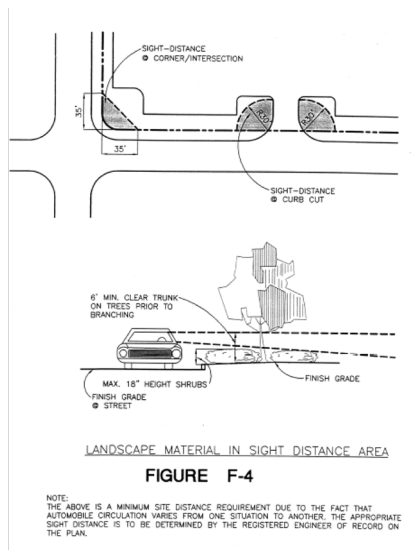 SIGHT-DISTANCE
@ CORNER/INTERSECTION
35'
35'
R30'
R30'
SIGHT-DISTANCE
@ CURB CUT
6' MIN. CLEAR TRUNK
ON TREES PRIOR TO
BRANCHING
MAX. 18" HEIGHT SHRUBS
FINISH GRADE
FINISH GRADE
@ STREET
LANDSCAPE MATERIAL IN SIGHT DISTANCE AREA
FIGURE F-4
NOTE:
THE ABOVE IS A MINIMUM SITE DISTANCE REQUIREMENT DUE TO THE FACT THAT
AUTOMOBILE CIRCULATION VARIES FROM ONE SITUATION TO ANOTHER. THE APPROPRIATE
SIGHT DISTANCE IS TO BE DETERMINED BY THE REGISTERED ENGINEER OF RECORD ON
THE PLAN.